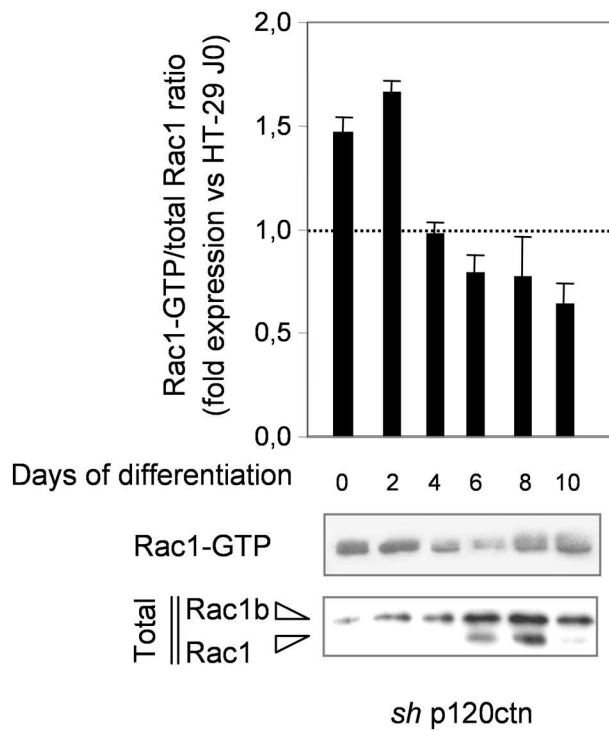 Rac1-GTP/total Rac1 ratio
(fold expression vs HT-29 J0)
2,0
1,5
1,0
0,5
0,0
Days of differentiation 0 2 4 6 8 10
Rac1-GTP
Total
Rac1b
Rac1
sh p120ctn